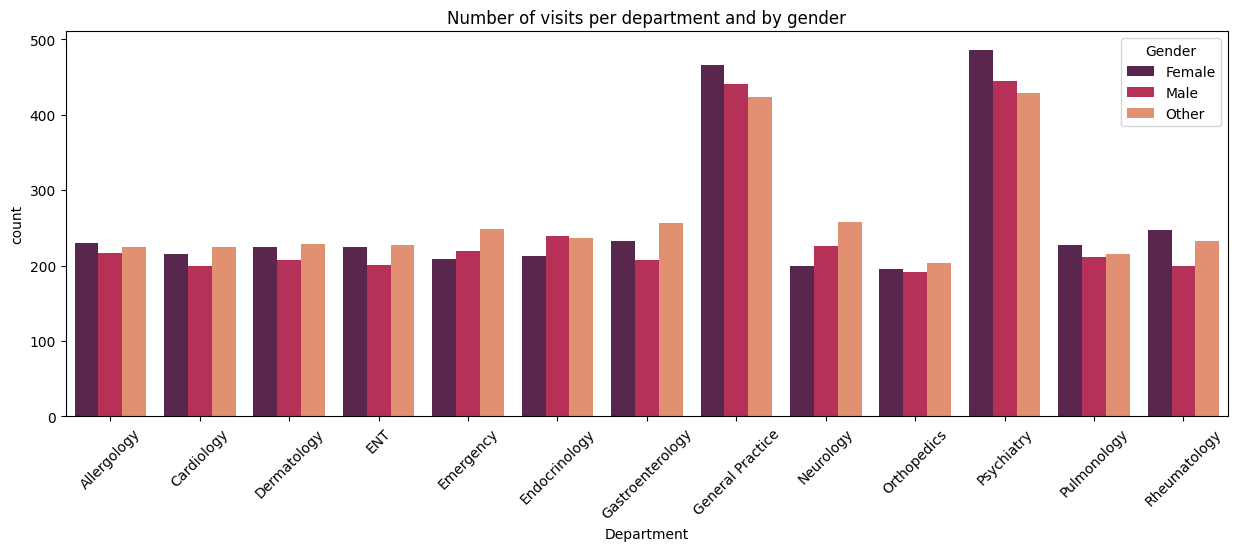 Number of visits per department and by gender
Gender
Female
Male
Other
count
500
400
300
200
100
0
Allergology
Cardiology
Dermatology
ENT
Emergency
Endocrinology
Gastroenterology
General Practice
Neurology
Orthopedics
Psychiatry
Pulmonology
Rheumatology
Department